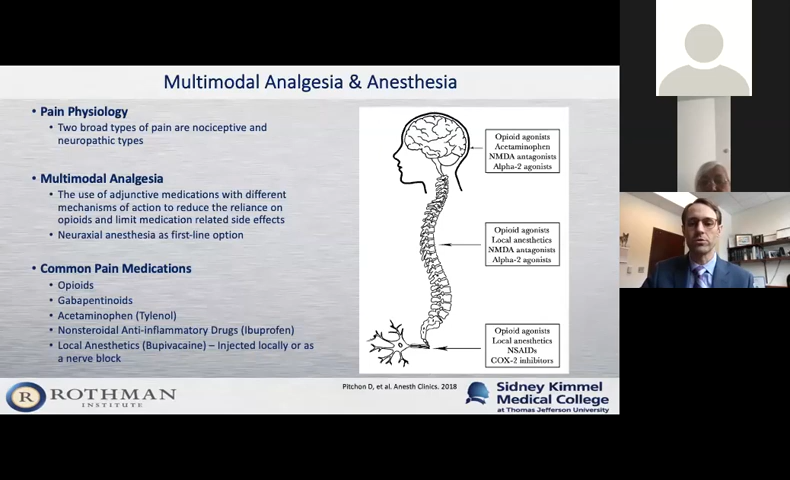 Multimodal Analgesia & Anesthesia
• Pain Physiology
• Two broad types of pain are nociceptive and
neuropathic types
• Multimodal Analgesia
• The use of adjunctive medications with different
mechanisms of action to reduce the reliance on
opioids and limit medication related side effects
• Neuraxial anesthesia as first-line option
• Common Pain Medications
• Opioids
• Gabapentinoids
• Acetaminophen (Tylenol)
• Nonsteroidal Anti-inflammatory Drugs (Ibuprofen)
• Local Anesthetics (Bupivacaine) – Injected locally or as
a nerve block
Opioid agonists
Acetaminophen
NMDA antagonists
Alpha-2 agonists
Opioid agonists
Local anesthetics
NMDA antagonists
Alpha-2 agonists
Opioid agonists
Local anesthetics
NSAIDs
COX-2 inhibitors
Pitchon D, et al. Anesth Clinics. 2018
R
ROTHMAN
INSTITUTE
Sidney Kimmel
Medical College
at Thomas Jefferson University